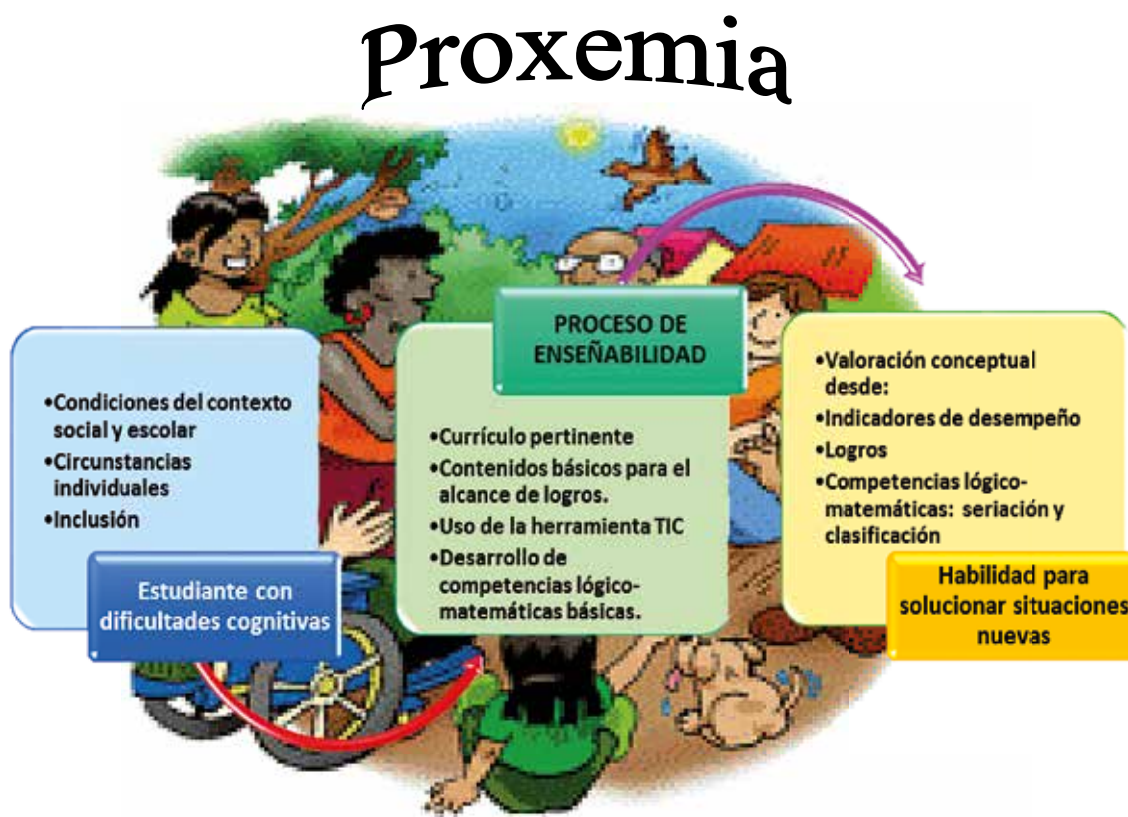 Proxemia
•Condiciones del contexto
social y escolar
•Circunstancias
individuales
•Inclusión
Estudiante con
dificultades cognitivas
PROCESO DE
ENSEÑABILIDAD
•Currículo pertinente
•Contenidos básicos para el
alcance de logros.
•Uso de la herramienta TIC
•Desarrollo de
competencias lógico-
matemáticas básicas.
•Valoración conceptual
desde:
•Indicadores de desempeño
•Logros
•Competencias lógico-
matemáticas: seriación y
clasificación
Habilidad para
solucionar situaciones
nuevas